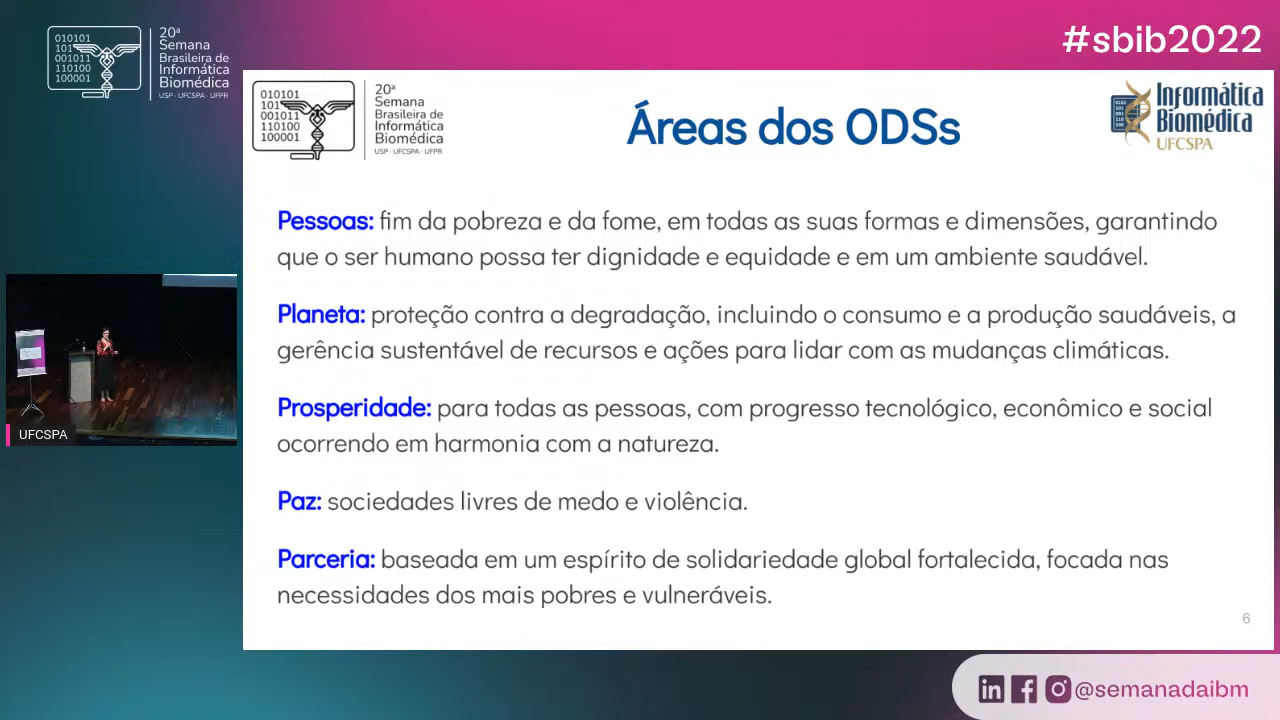 010101
101
001011
110100
100001
20ª
Semana
Brasileira de
Informática
Biomédica
USP · UFCSPA · UFPR
#sbib2022
010101
101
001011
110100
100001
20ª
Semana
Brasileira de
Informática
Biomédica
USP · UFCSPA · UFPR
Áreas dos ODSs
Informática
Biomédica
UFCSPA
Pessoas: fim da pobreza e da fome, em todas as suas formas e dimensões, garantindo
que o ser humano possa ter dignidade e equidade e em um ambiente saudável.
Planeta: proteção contra a degradação, incluindo o consumo e a produção saudáveis, a
gerência sustentável de recursos e ações para lidar com as mudanças climáticas.
Prosperidade: para todas as pessoas, com progresso tecnológico, econômico e social
ocorrendo em harmonia com a natureza.
Paz: sociedades livres de medo e violência.
Parceria: baseada em um espírito de solidariedade global fortalecida, focada nas
necessidades dos mais pobres e vulneráveis.
6
UFCSPA
@semanadaibm